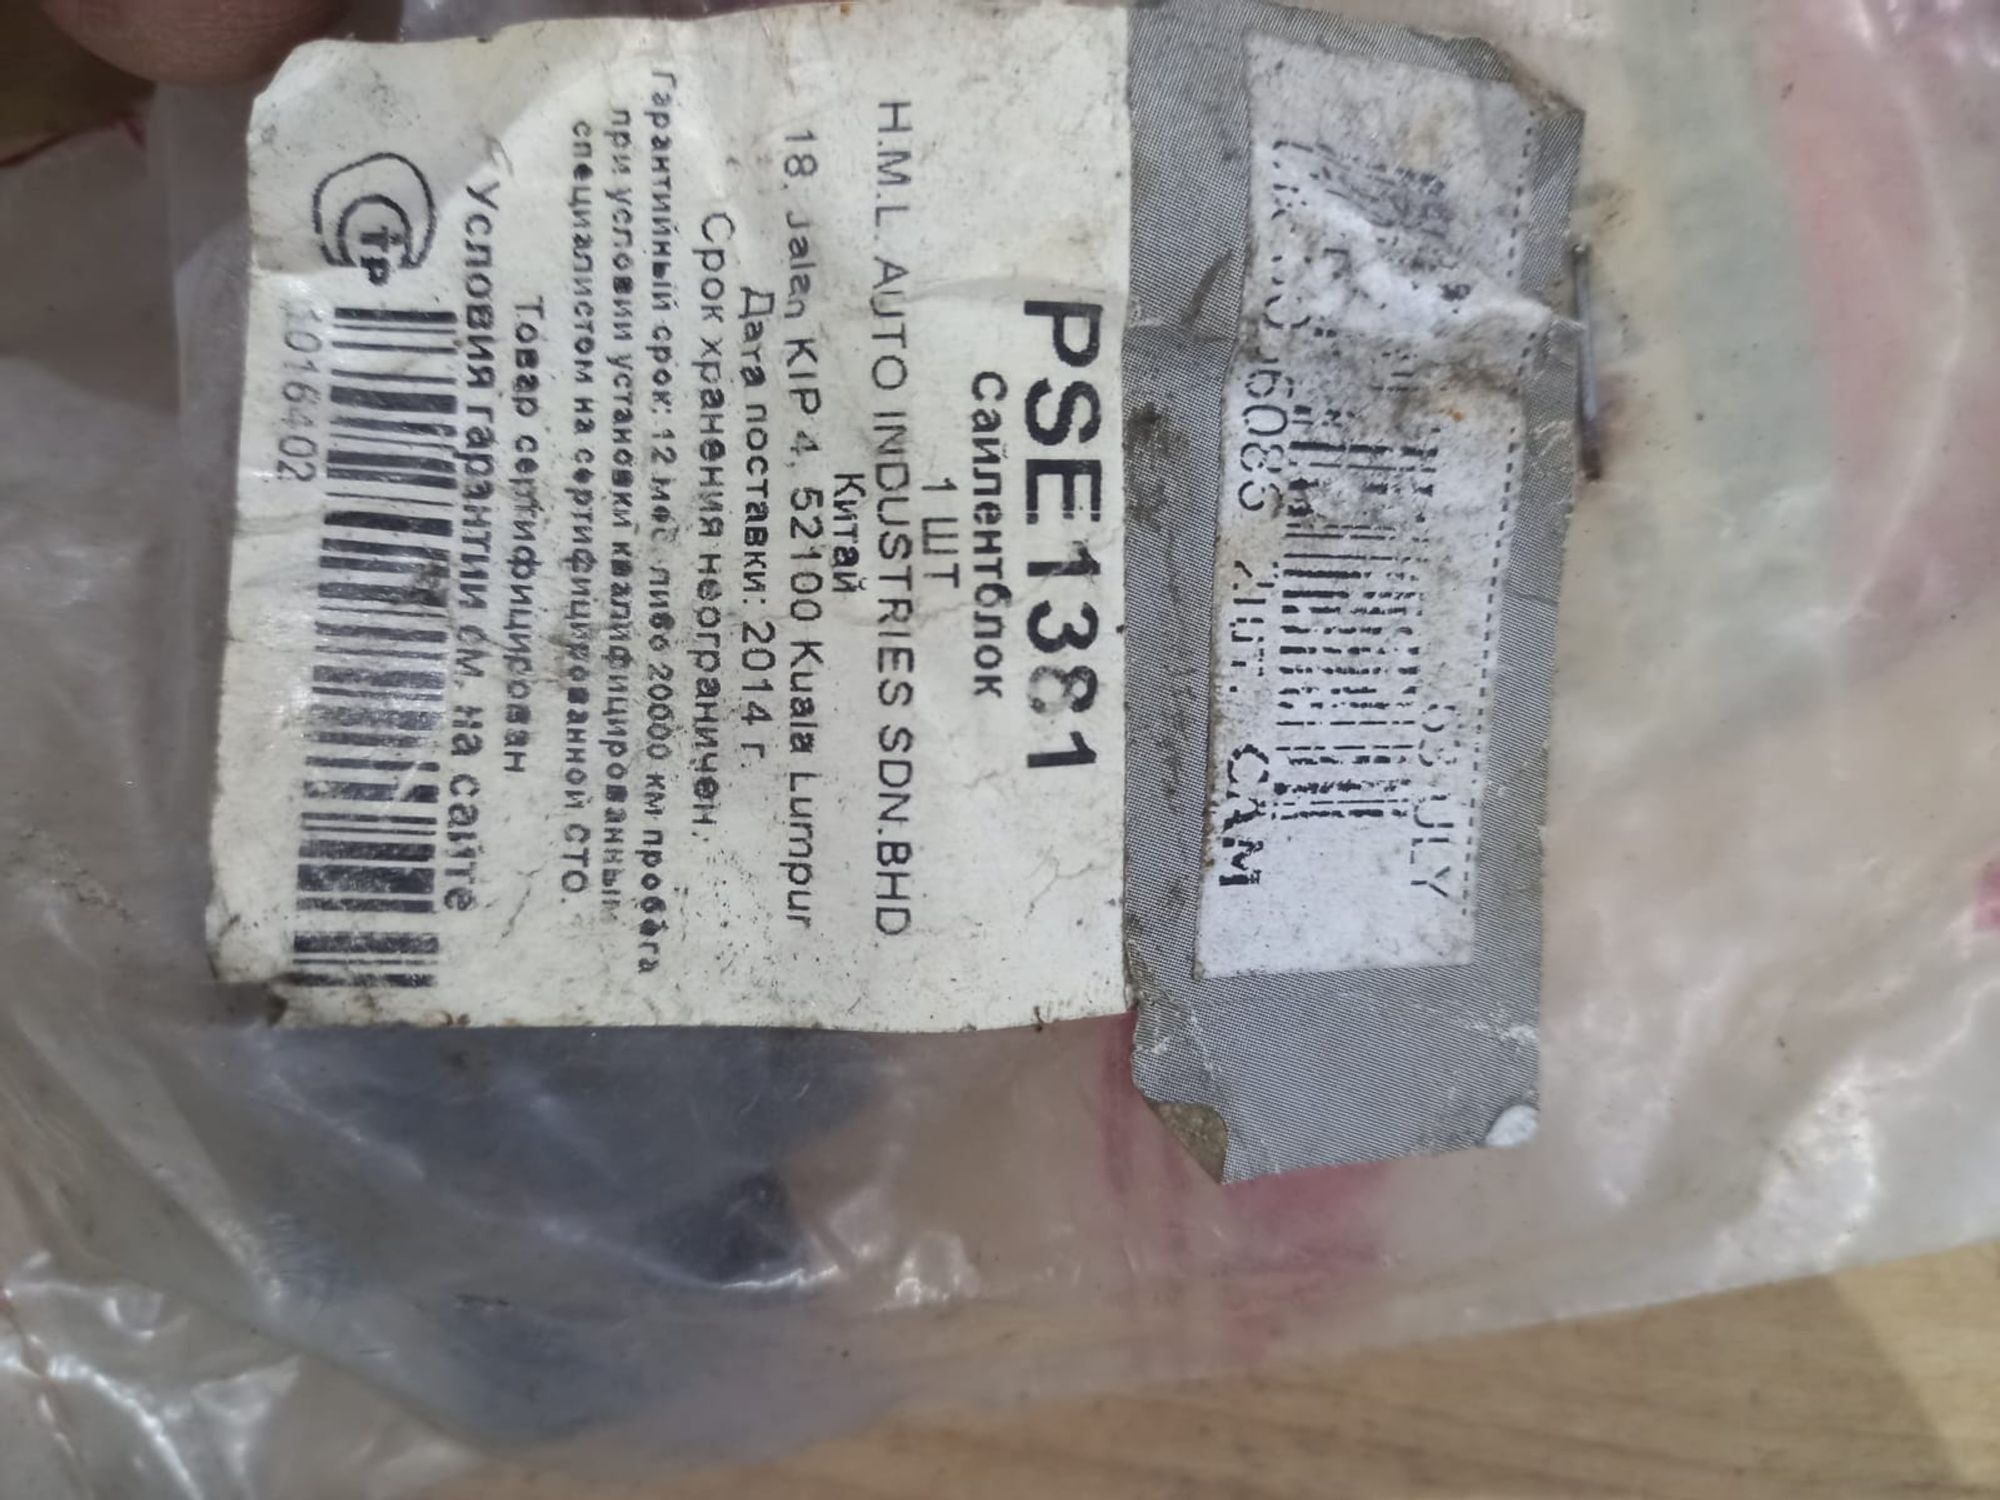 PSE1381
сайлентблок
1 ШТ
H.M.L. AUTO INDUSTRIES SDN.BHD.
Китай
18, Jalan KIP 4, 52100 Kuala Lumpur
Дата поставки: 2014 г.
Срок хранения неограничен.
Гарантийный срок: 12 мес либо 20000 км пробега
при условии установки квалифицированным
специалистом на сертифицированной СТО.
Товар сертифицирован
Условия гарантии см. на сайте
тр
016402